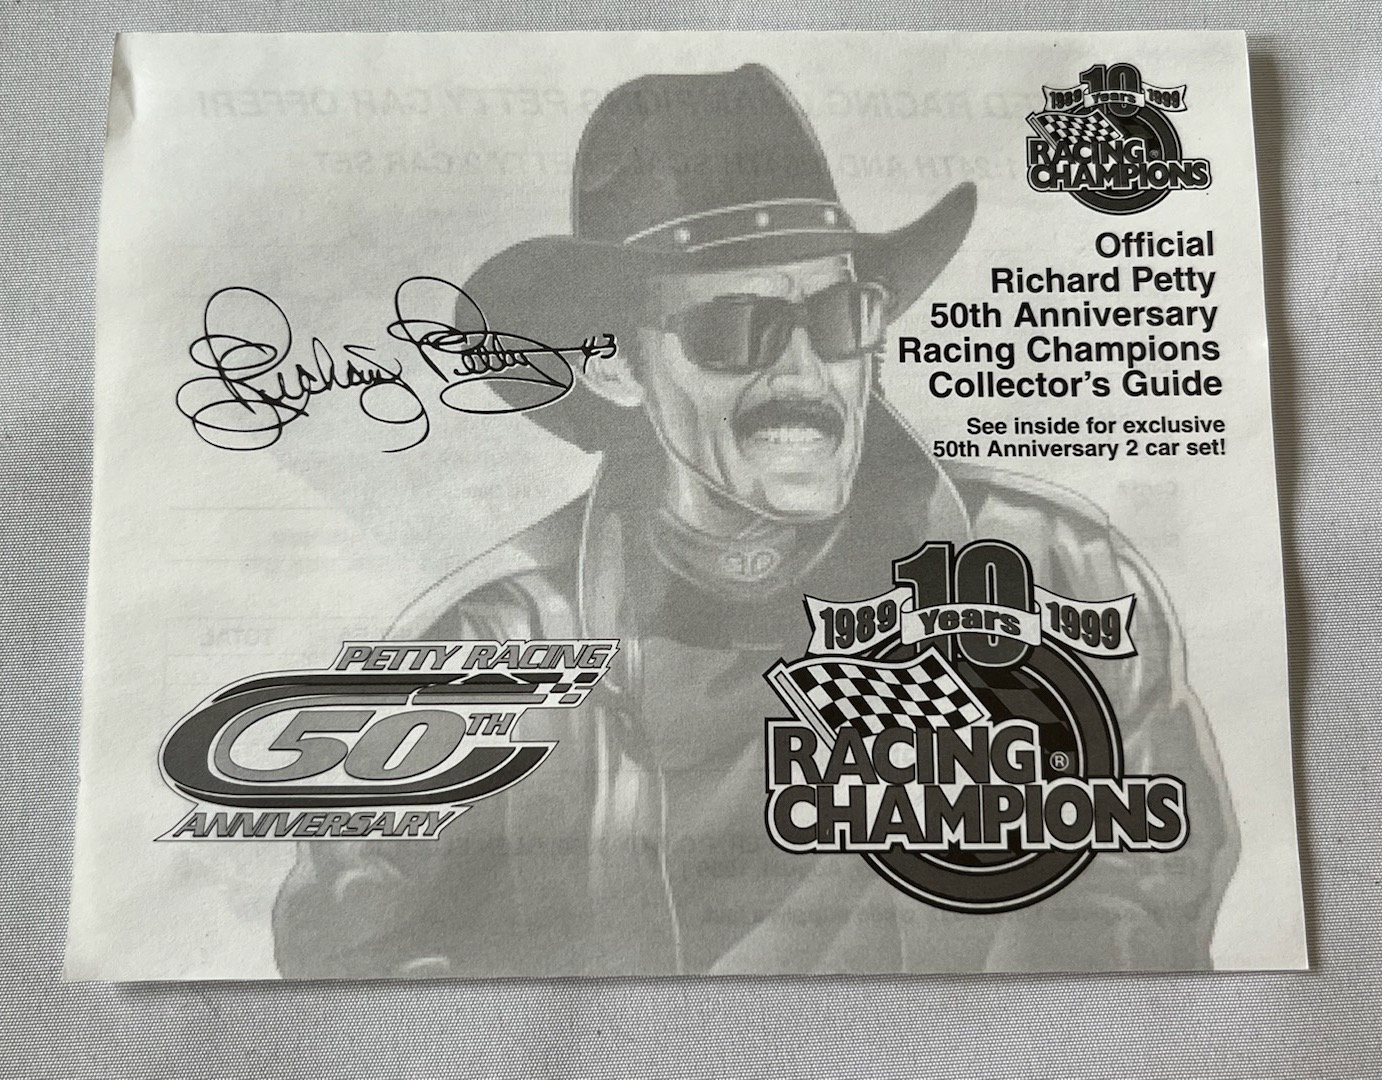 1989 10 Years 1999
RACING
CHAMPIONS
Official
Richard Petty
50th Anniversary
Racing Champions
Collector's Guide
See inside for exclusive
50th Anniversary 2 car set!
Richard Petty 43
STP
PETTY RACING
50TH
ANNIVERSARY
1989 10 Years 1999
RACING ®
CHAMPIONS